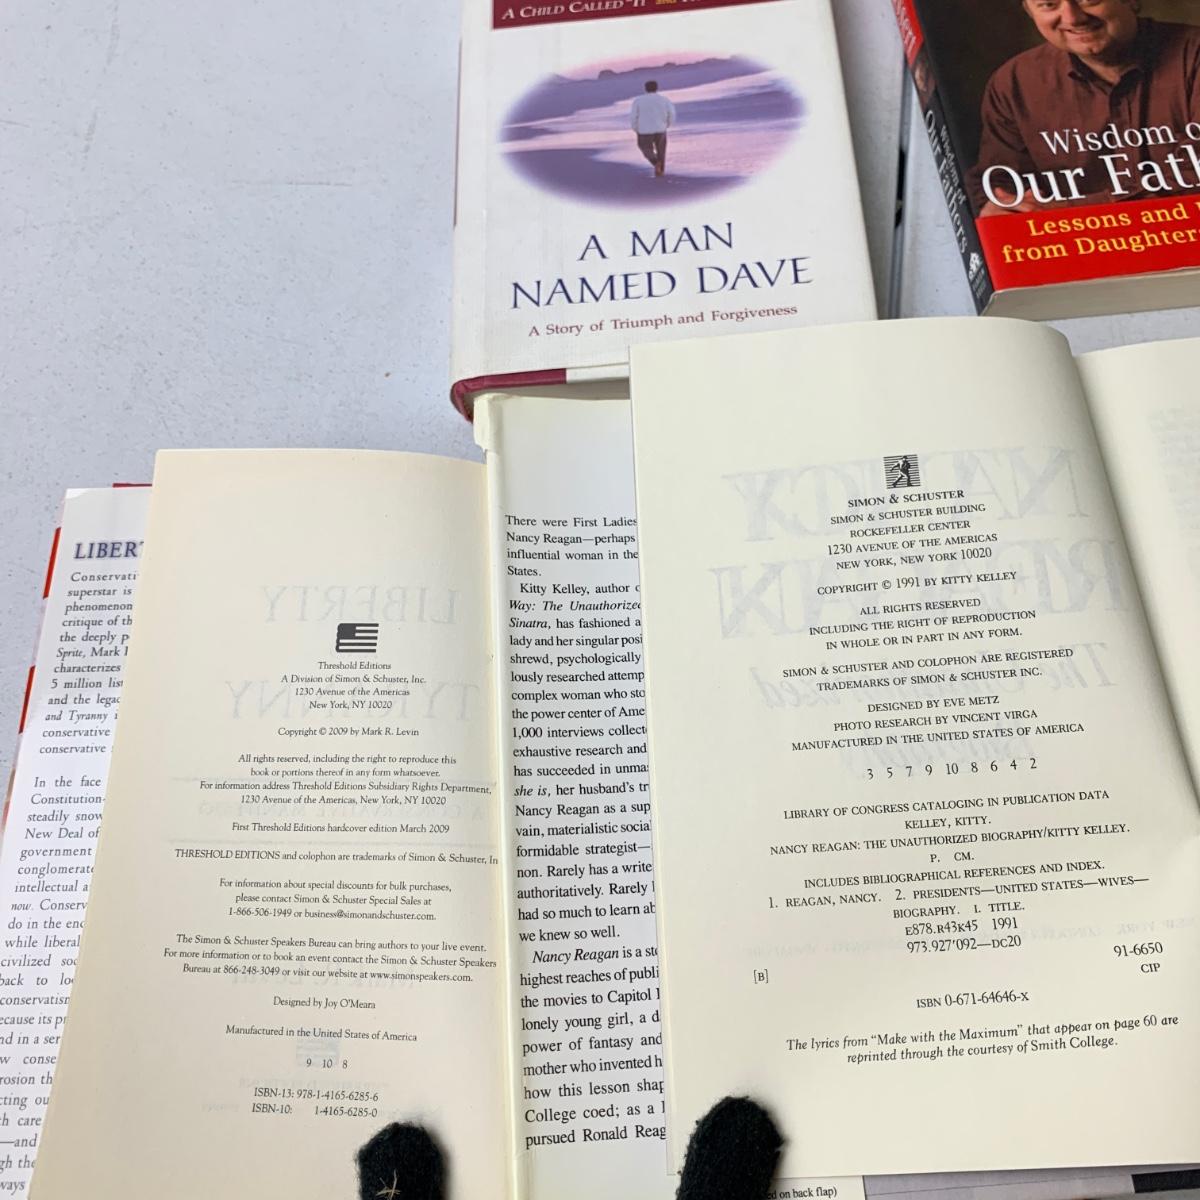 A CHILD CALLED "IT" AND
A MAN
NAMED DAVE
A Story of Triumph and Forgiveness
Wisdom
Our Fath
Lessons and
from Daughters
Our Fathers
LIBERT
Conservati
superstar is
phenomenon
critique of th
the deeply p
Sprite, Mark
characterizes
5 million list
and the legac
and Tyranny i
conservative
conservative
In the face
Constitution-
steadily snow
New Deal of
government
conglomerate
intellectual a
now. Conserv
do in the end
while liberal
civilized soc
back to lo
conservatism
ecause its pr
nd in a ser
w conse
rosion th
cting ou
h care
—and
gh the
ways
LIBERTY
TYRANNY
Threshold Editions
A Division of Simon & Schuster, Inc.
1230 Avenue of the Americas
New York, NY 10020
Copyright © 2009 by Mark R. Levin
All rights reserved, including the right to reproduce this
book or portions thereof in any form whatsoever.
For information address Threshold Editions Subsidiary Rights Department,
1230 Avenue of the Americas, New York, NY 10020
First Threshold Editions hardcover edition March 2009
THRESHOLD EDITIONS and colophon are trademarks of Simon & Schuster, In
For information about special discounts for bulk purchases,
please contact Simon & Schuster Special Sales at
1-866-506-1949 or business@simonandschuster.com.
The Simon & Schuster Speakers Bureau can bring authors to your live event.
For more information or to book an event contact the Simon & Schuster Speakers
Bureau at 866-248-3049 or visit our website at www.simonspeakers.com.
Designed by Joy O'Meara
Manufactured in the United States of America
9 10 8
ISBN-13: 978-1-4165-6285-6
ISBN-10: 1-4165-6285-0
There were First Ladies
Nancy Reagan—perhaps
influential woman in the
States.
Kitty Kelley, author
Way: The Unauthorized
Sinatra, has fashioned a
lady and her singular posi
shrewd, psychologically
lously researched attemp
complex woman who sto
the power center of Ame
1,000 interviews collect
exhaustive research and
has succeeded in unma
she is, her husband's tr
Nancy Reagan as a sup
vain, materialistic social
formidable strategist—
non. Rarely has a write
authoritatively. Rarely
had so much to learn ab
we knew so well.
Nancy Reagan is a sto
highest reaches of publi
the movies to Capitol
lonely young girl, a d
power of fantasy and
mother who invented h
how this lesson shap
College coed; as a
pursued Ronald Reag
NANCY
REAGAN
The Unauthorized
SIMON & SCHUSTER
SIMON & SCHUSTER BUILDING
ROCKEFELLER CENTER
1230 AVENUE OF THE AMERICAS
NEW YORK, NEW YORK 10020
COPYRIGHT © 1991 BY KITTY KELLEY
ALL RIGHTS RESERVED
INCLUDING THE RIGHT OF REPRODUCTION
IN WHOLE OR IN PART IN ANY FORM.
SIMON & SCHUSTER AND COLOPHON ARE REGISTERED
TRADEMARKS OF SIMON & SCHUSTER INC.
DESIGNED BY EVE METZ
PHOTO RESEARCH BY VINCENT VIRGA
MANUFACTURED IN THE UNITED STATES OF AMERICA
3 5 7 9 10 8 6 4 2
LIBRARY OF CONGRESS CATALOGING IN PUBLICATION DATA
KELLEY, KITTY.
NANCY REAGAN: THE UNAUTHORIZED BIOGRAPHY/KITTY KELLEY.
P. CM.
INCLUDES BIBLIOGRAPHICAL REFERENCES AND INDEX.
1. REAGAN, NANCY. 2. PRESIDENTS—UNITED STATES—WIVES—
BIOGRAPHY. I. TITLE.
E878.R43K45 1991
973.927'092—DC20
91-6650
[B]
CIP
ISBN 0-671-64646-X
The lyrics from "Make with the Maximum" that appear on page 60 are
reprinted through the courtesy of Smith College.
d on back flap)